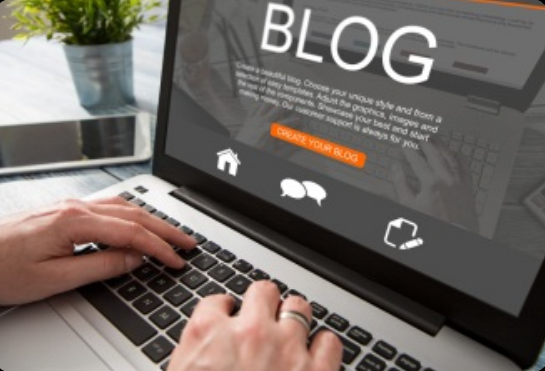 BLOG
Create a beautiful blog. Choose your unique style and from a
selection of easy templates. Adjust the graphics, images and
the rest of the components. Showcase your best and start
making money. Our customer support is always for you.
CREATE YOUR BLOG